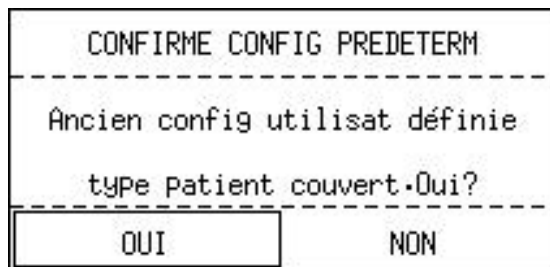 CONFIRME CONFIG PREDETERM
Ancien config utilisat définie
type Patient couvert.Oui?
OUI NON